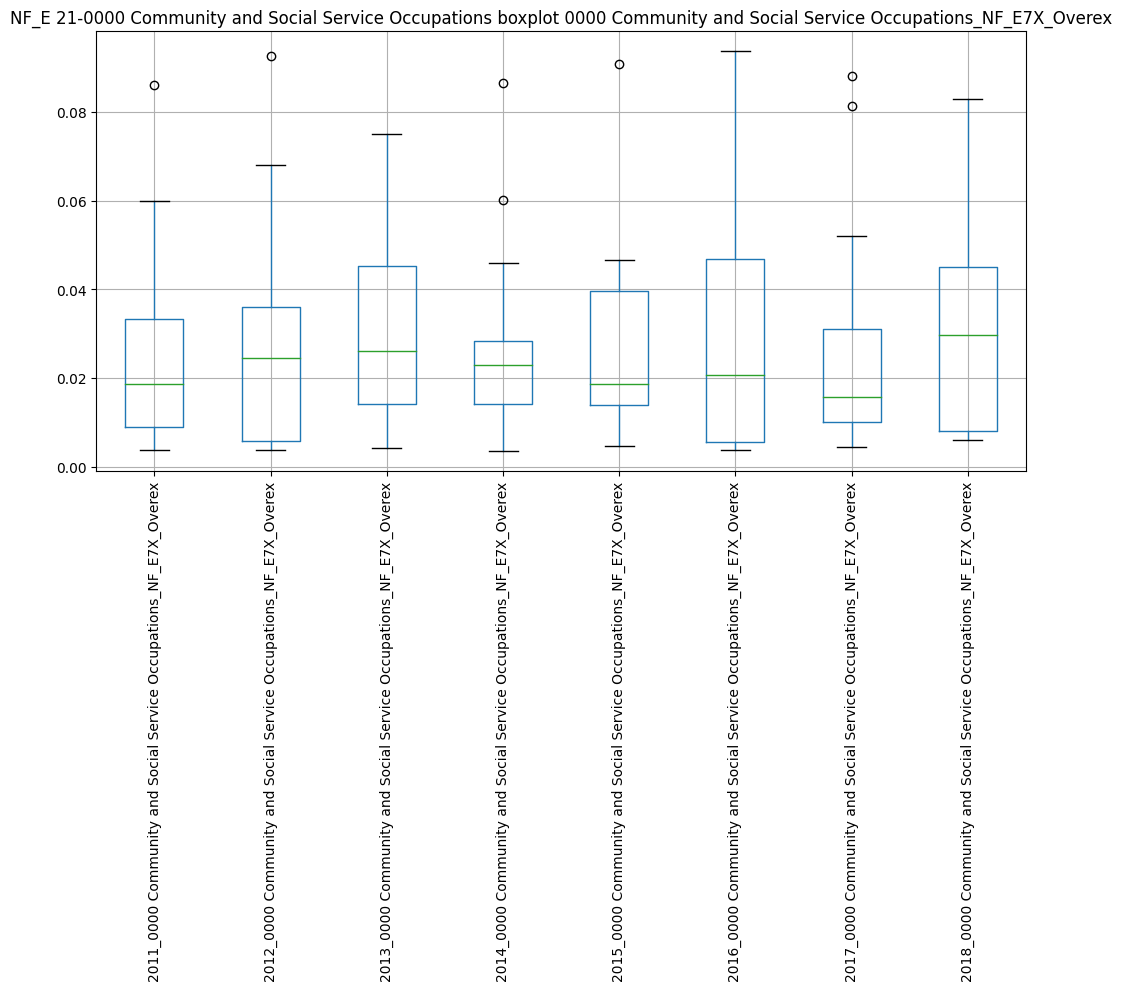 NF_E 21-0000 Community and Social Service Occupations boxplot 0000 Community and Social Service Occupations_NF_E7X_Overex
0.08
0.06
0.04
0.02
0.00
2011_0000 Community and Social Service Occupations_NF_E7X_Overex
2012_0000 Community and Social Service Occupations_NF_E7X_Overex
2013_0000 Community and Social Service Occupations_NF_E7X_Overex
2014_0000 Community and Social Service Occupations_NF_E7X_Overex
2015_0000 Community and Social Service Occupations_NF_E7X_Overex
2016_0000 Community and Social Service Occupations_NF_E7X_Overex
2017_0000 Community and Social Service Occupations_NF_E7X_Overex
2018_0000 Community and Social Service Occupations_NF_E7X_Overex